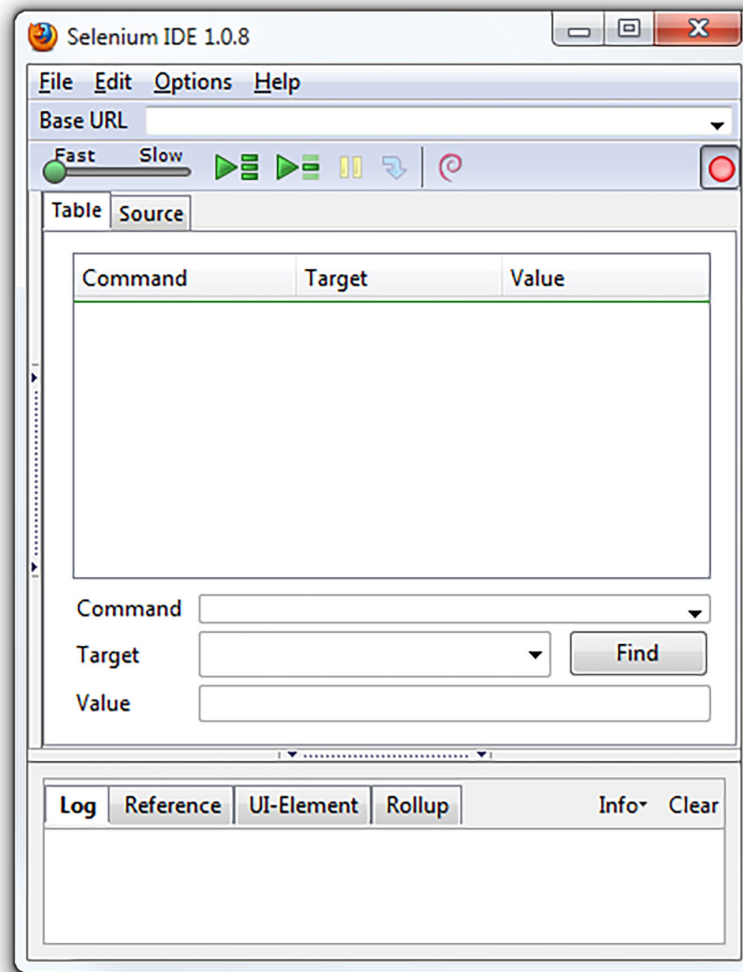 Selenium IDE 1.0.8
File Edit Options Help
Base URL
Fast Slow
Table Source
Command Target Value
Command
Target Find
Value
Log Reference UI-Element Rollup Info Clear